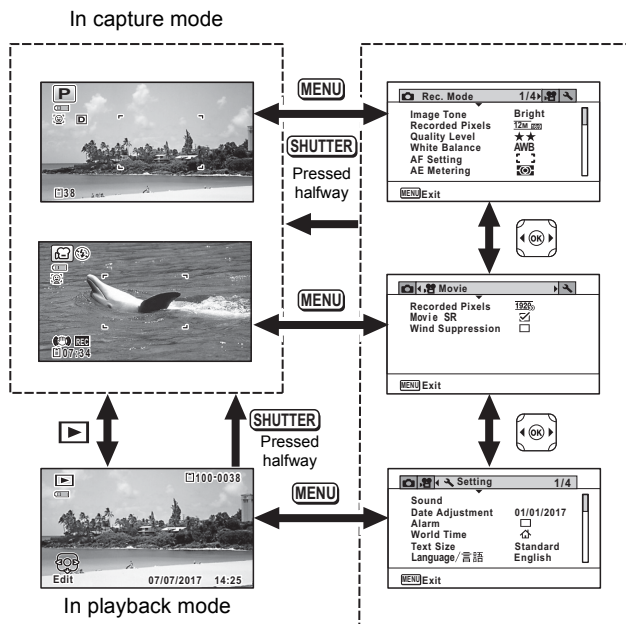 In capture mode
P
D
38
MENU
SHUTTER
Pressed
halfway
Rec. Mode 1/4
Image Tone Bright
Recorded Pixels 12M
Quality Level ★★
White Balance AWB
AF Setting
AE Metering
MENU Exit
OK
REC
07:34
MENU
Movie
Recorded Pixels 1920
Movie SR
Wind Suppression
MENU Exit
SHUTTER
Pressed
halfway
OK
100-0038
Edit 07/07/2017 14:25
MENU
Setting 1/4
Sound
Date Adjustment 01/01/2017
Alarm
World Time
Text Size Standard
Language/言語 English
MENU Exit
In playback mode